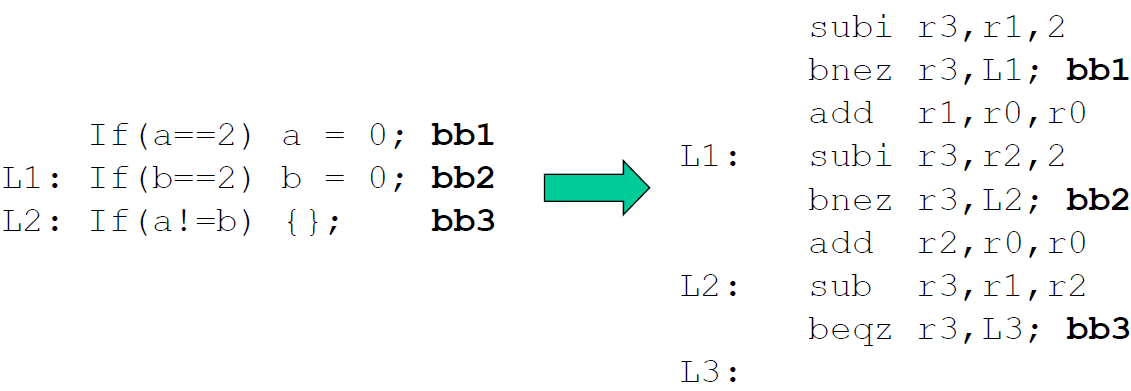 If(a==2) a = 0; bb1
L1: If(b==2) b = 0; bb2
L2: If(a!=b) {}; bb3
subi r3,r1,2
bnez r3,L1; bb1
add r1,r0,r0
L1: subi r3,r2,2
bnez r3,L2; bb2
add r2,r0,r0
L2: sub r3,r1,r2
beqz r3,L3; bb3
L3: